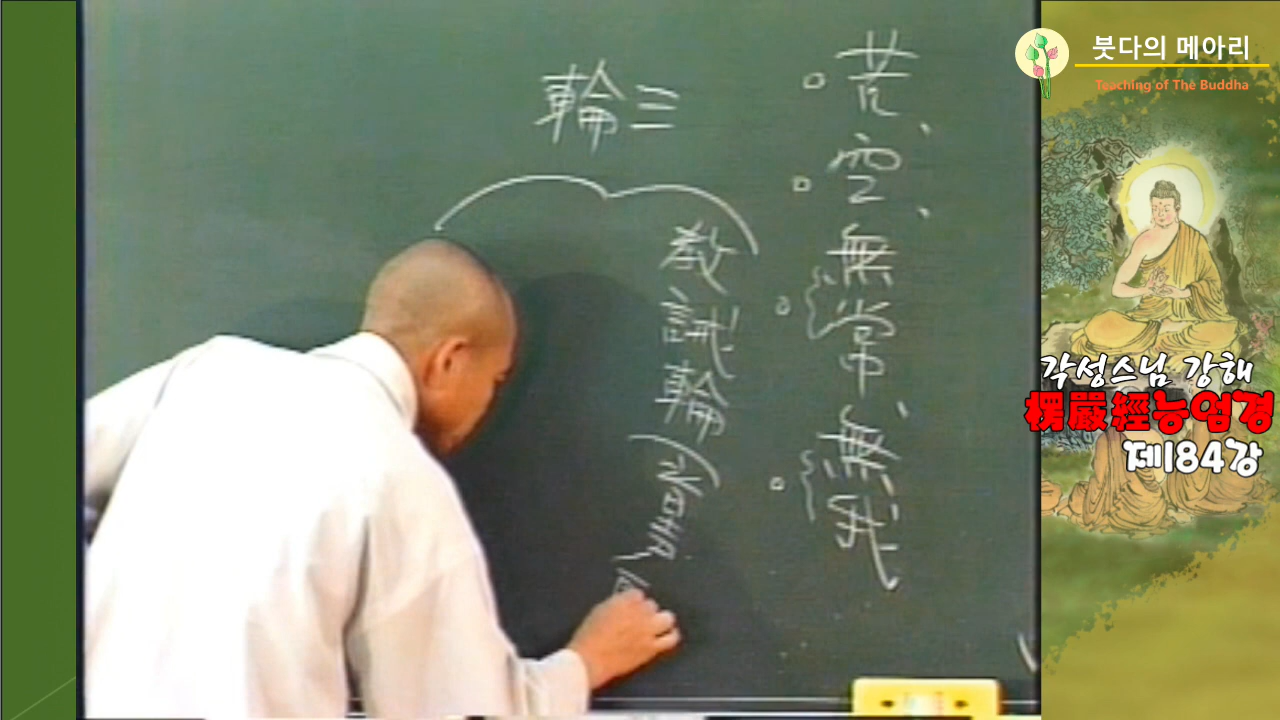 붓다의 메아리
Teaching of The Buddha
苦、空、無常、無我
三輪
教誡輪
각성스님 강해
楞嚴經능엄경
제184강